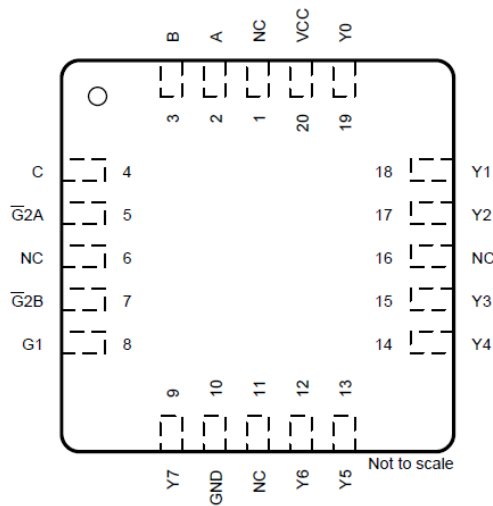 B A NC VCC Y0
3 2 1 20 19
C 4 18 Y1
G̅2A 5 17 Y2
NC 6 16 NC
G̅2B 7 15 Y3
G1 8 14 Y4
9 10 11 12 13
Y7 GND NC Y6 Y5
Not to scale